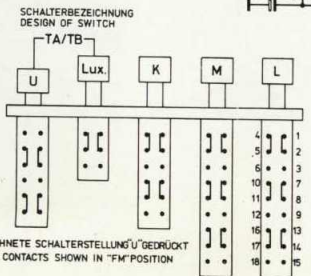 SCHALTERBEZEICHNUNG
DESIGN OF SWITCH
TA/TB
U Lux. K M L
4 1
5 2
6 3
10 7
11 8
12 9
16 13
17 14
18 15
HNETE SCHALTERSTELLUNG "U" GEDRÜCKT
CONTACTS SHOWN IN "FM" POSITION